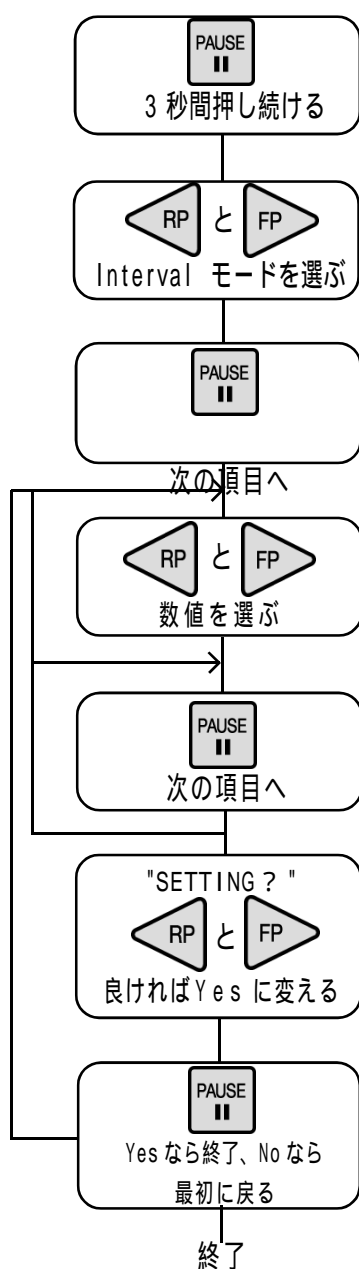 PAUSE
3 秒間押し続ける
RP と FP
Interval モードを選ぶ
PAUSE
次の項目へ
RP と FP
数値を選ぶ
PAUSE
次の項目へ
"SETTING？"
RP と FP
良ければYes に変える
PAUSE
Yes なら終了、No なら
最初に戻る
終了